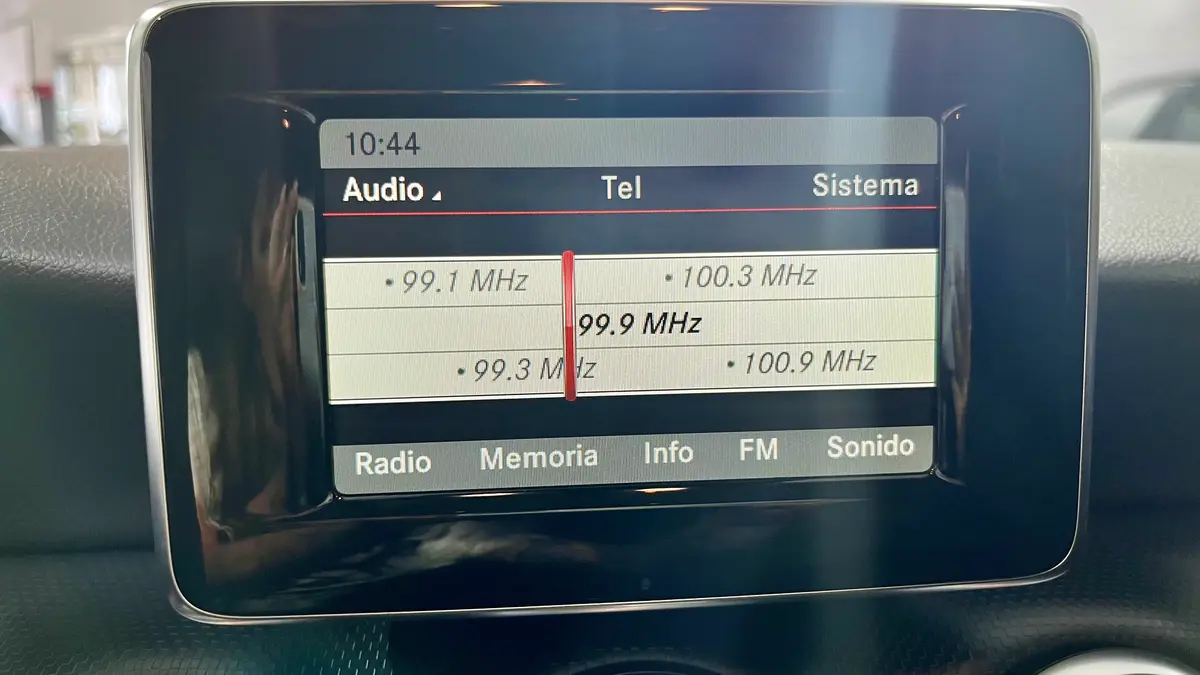 10:44
Audio Tel Sistema
• 99.1 MHz • 100.3 MHz
99.9 MHz
• 99.3 MHz • 100.9 MHz
Radio Memoria Info FM Sonido